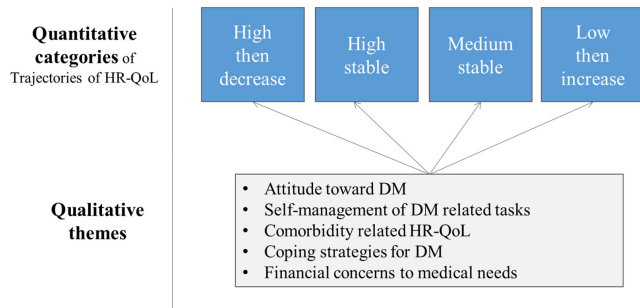 Quantitative
categories of
Trajectories of HR-QoL
High
then
decrease
High
stable
Medium
stable
Low
then
increase
Qualitative
themes
• Attitude toward DM
• Self-management of DM related tasks
• Comorbidity related HR-QoL
• Coping strategies for DM
• Financial concerns to medical needs